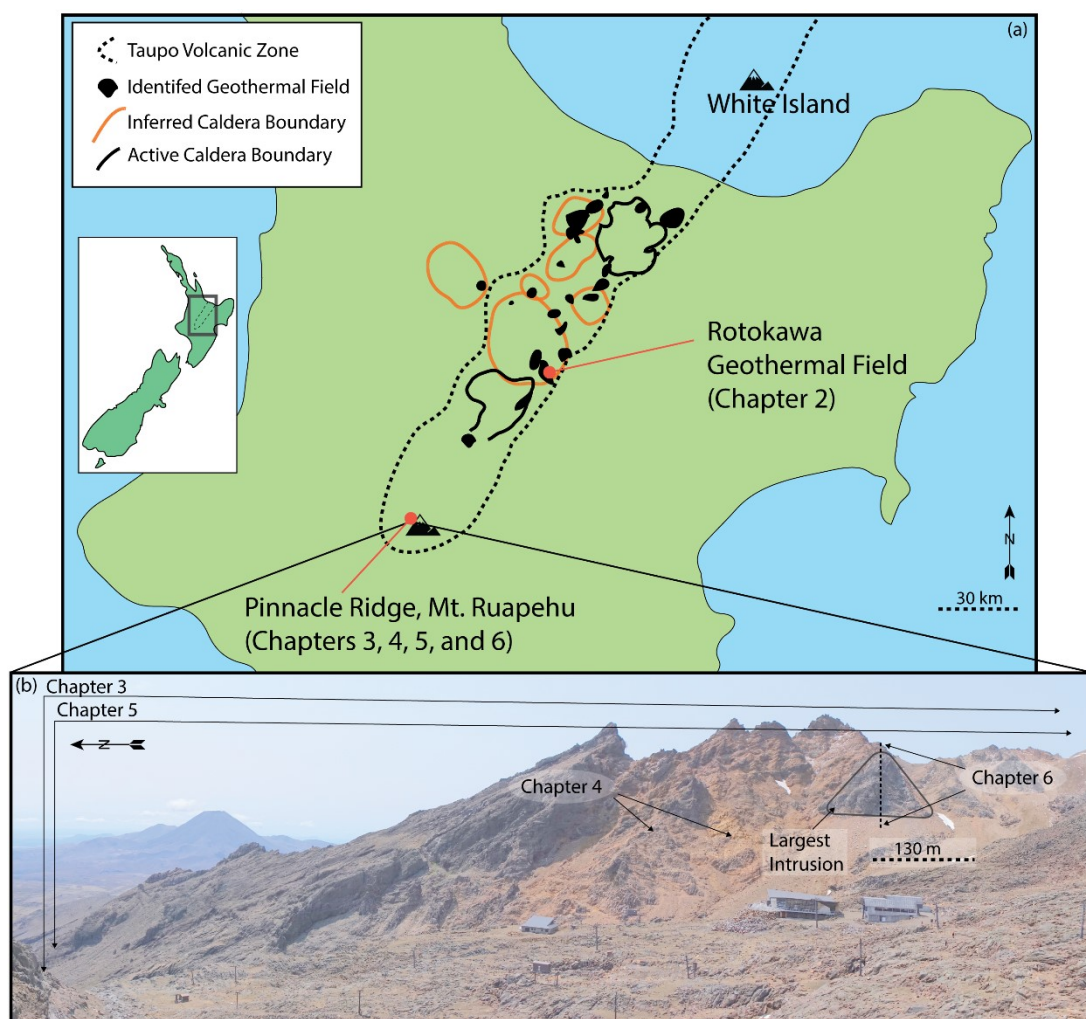 (a)
Taupo Volcanic Zone
Identifed Geothermal Field
Inferred Caldera Boundary
Active Caldera Boundary
White Island
Rotokawa
Geothermal Field
(Chapter 2)
N
30 km
Pinnacle Ridge, Mt. Ruapehu
(Chapters 3, 4, 5, and 6)
(b)
Chapter 3
Chapter 5
N
Chapter 4
Chapter 6
Largest
Intrusion
130 m